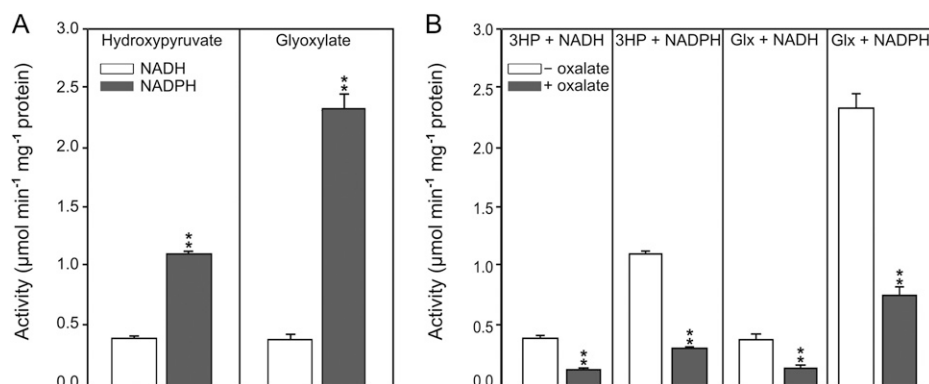 A
Activity (μmol min⁻¹ mg⁻¹ protein)
3.0
2.5
2.0
1.5
1.0
0.5
0.0
Hydroxypyruvate
Glyoxylate
NADH
NADPH
**
**
B
Activity (μmol min⁻¹ mg⁻¹ protein)
3.0
2.5
2.0
1.5
1.0
0.5
0.0
3HP + NADH
3HP + NADPH
Glx + NADH
Glx + NADPH
− oxalate
+ oxalate
**
**
**
**